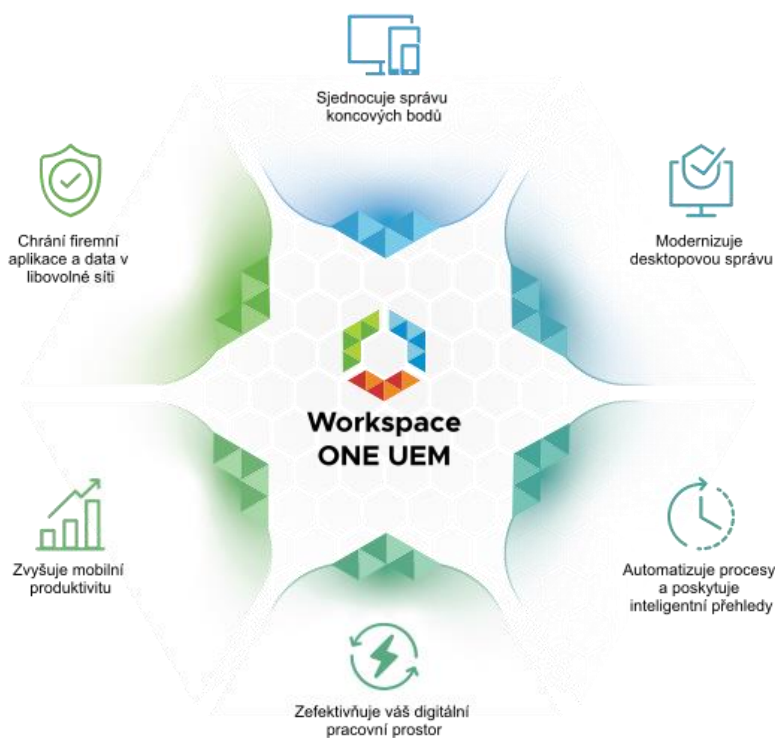 Sjednocuje správu
koncových bodů
Chrání firemní
aplikace a data v
libovolné síti
Modernizuje
desktopovou správu
Workspace
ONE UEM
Zvyšuje mobilní
produktivitu
Automatizuje procesy
a poskytuje
inteligentní přehledy
Zefektivňuje váš digitální
pracovní prostor